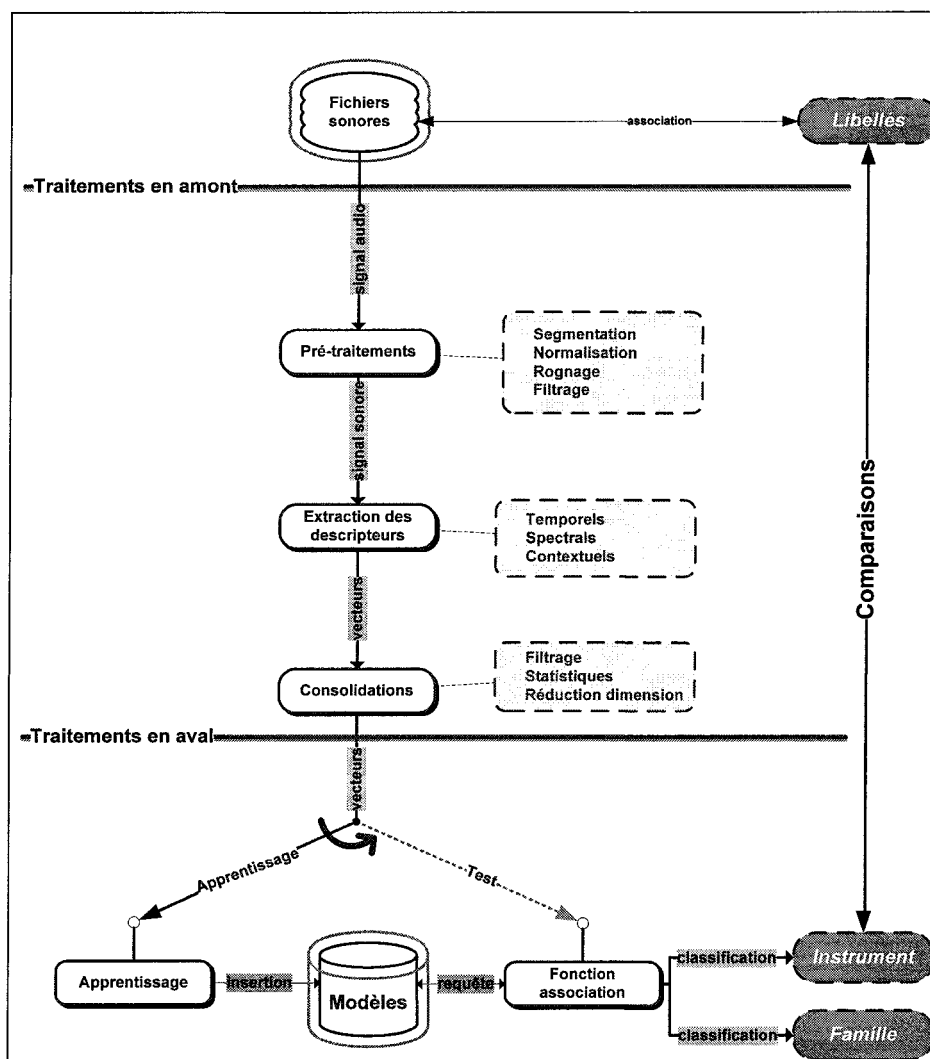 Fichiers
sonores
association
Libellés
Traitements en amont
signal audio
Pré-traitements
Segmentation
Normalisation
Rognage
Filtrage
signal sonore
Extraction des
descripteurs
Temporels
Spectrals
Contextuels
Comparaisons
vecteurs
Consolidations
Filtrage
Statistiques
Réduction dimension
Traitements en aval
vecteurs
Apprentissage
Test
Apprentissage
insertion
Modèles
requête
Fonction
association
classification
Instrument
classification
Famille